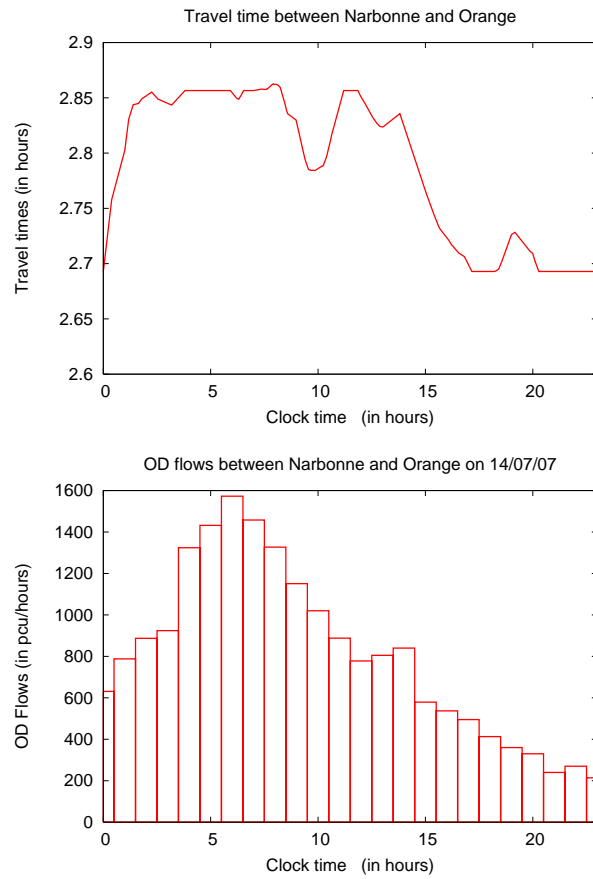 Travel time between Narbonne and Orange
2.9
2.85
2.8
2.75
2.7
2.65
2.6
Travel times (in hours)
0 5 10 15 20
Clock time (in hours)
OD flows between Narbonne and Orange on 14/07/07
1600
1400
1200
1000
800
600
400
200
0
OD Flows (in pcu/hours)
0 5 10 15 20
Clock time (in hours)